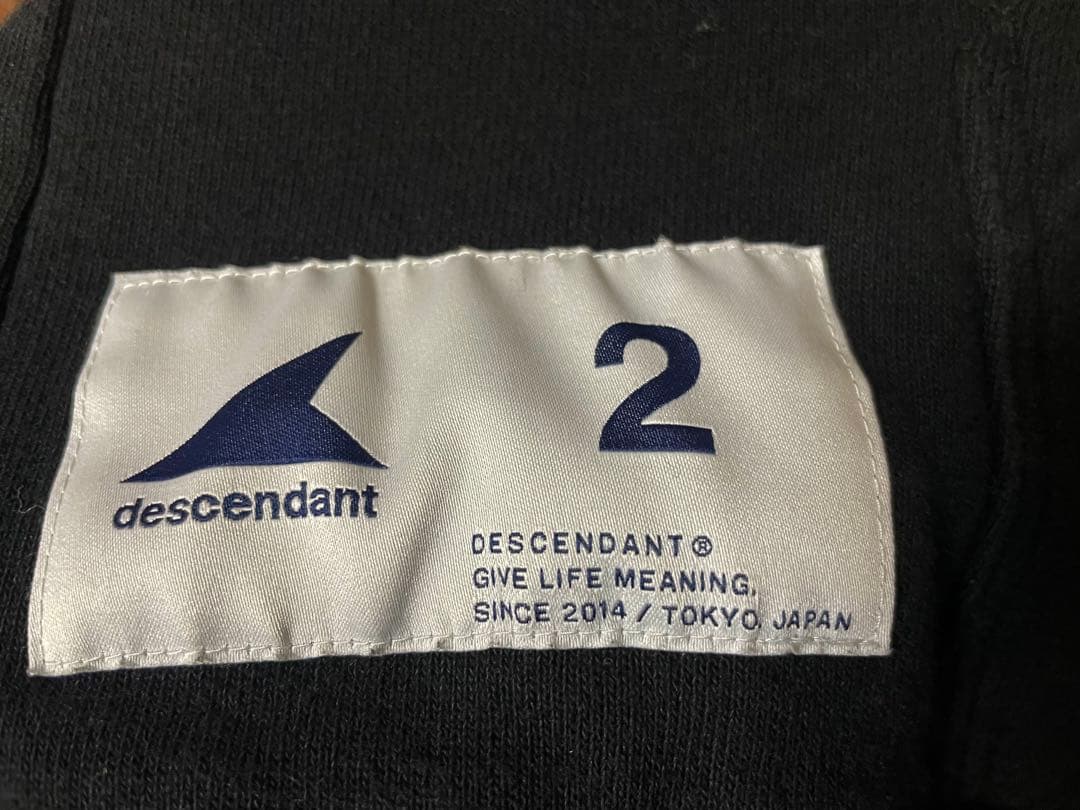 descendant
2
DESCENDANT®
GIVE LIFE MEANING.
SINCE 2014 / TOKYO, JAPAN